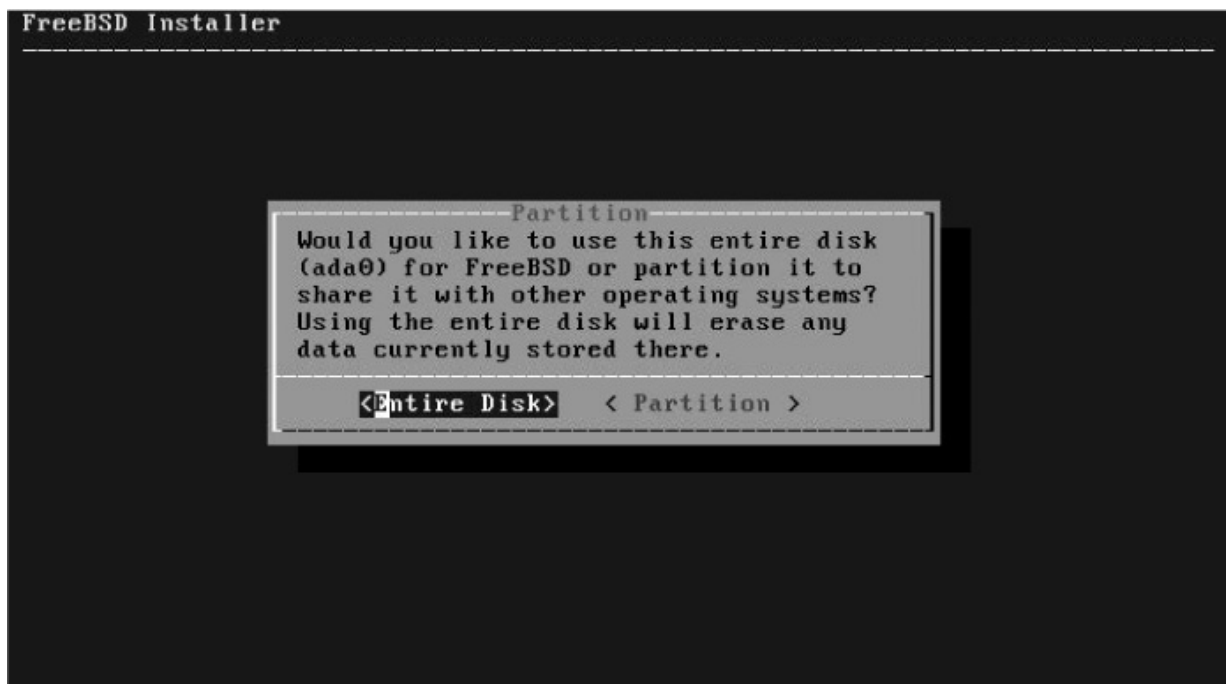 FreeBSD Installer
Partition
Would you like to use this entire disk
(ada0) for FreeBSD or partition it to
share it with other operating systems?
Using the entire disk will erase any
data currently stored there.
<Entire Disk> < Partition >